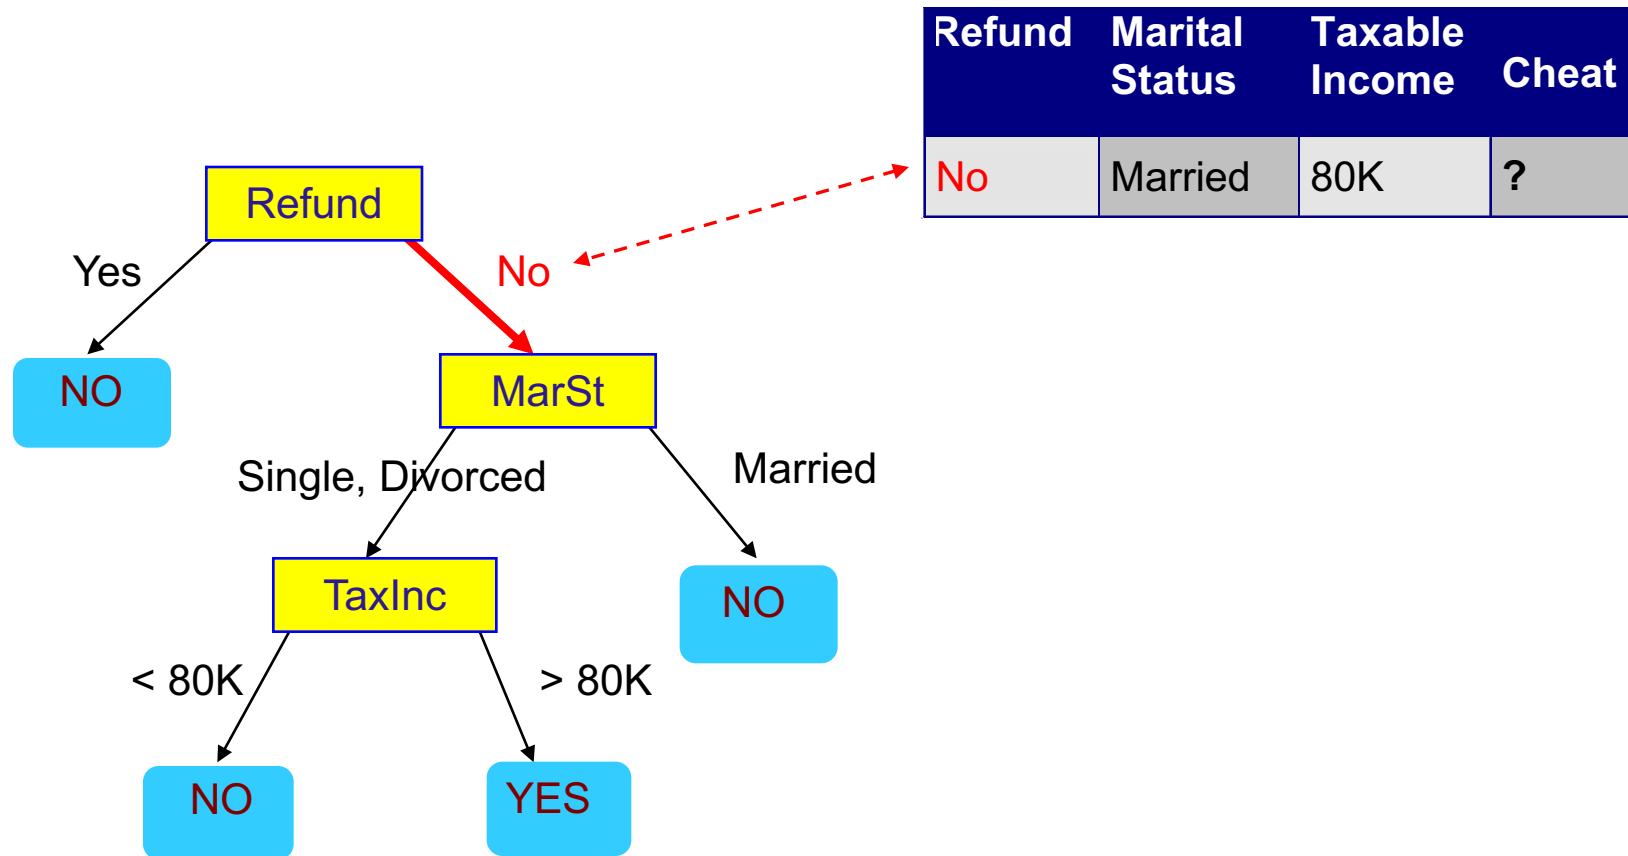 Refund Marital Status Taxable Income Cheat
No Married 80K ?
Refund
Yes No
NO
MarSt
Single, Divorced Married
TaxInc
NO
< 80K > 80K
NO YES